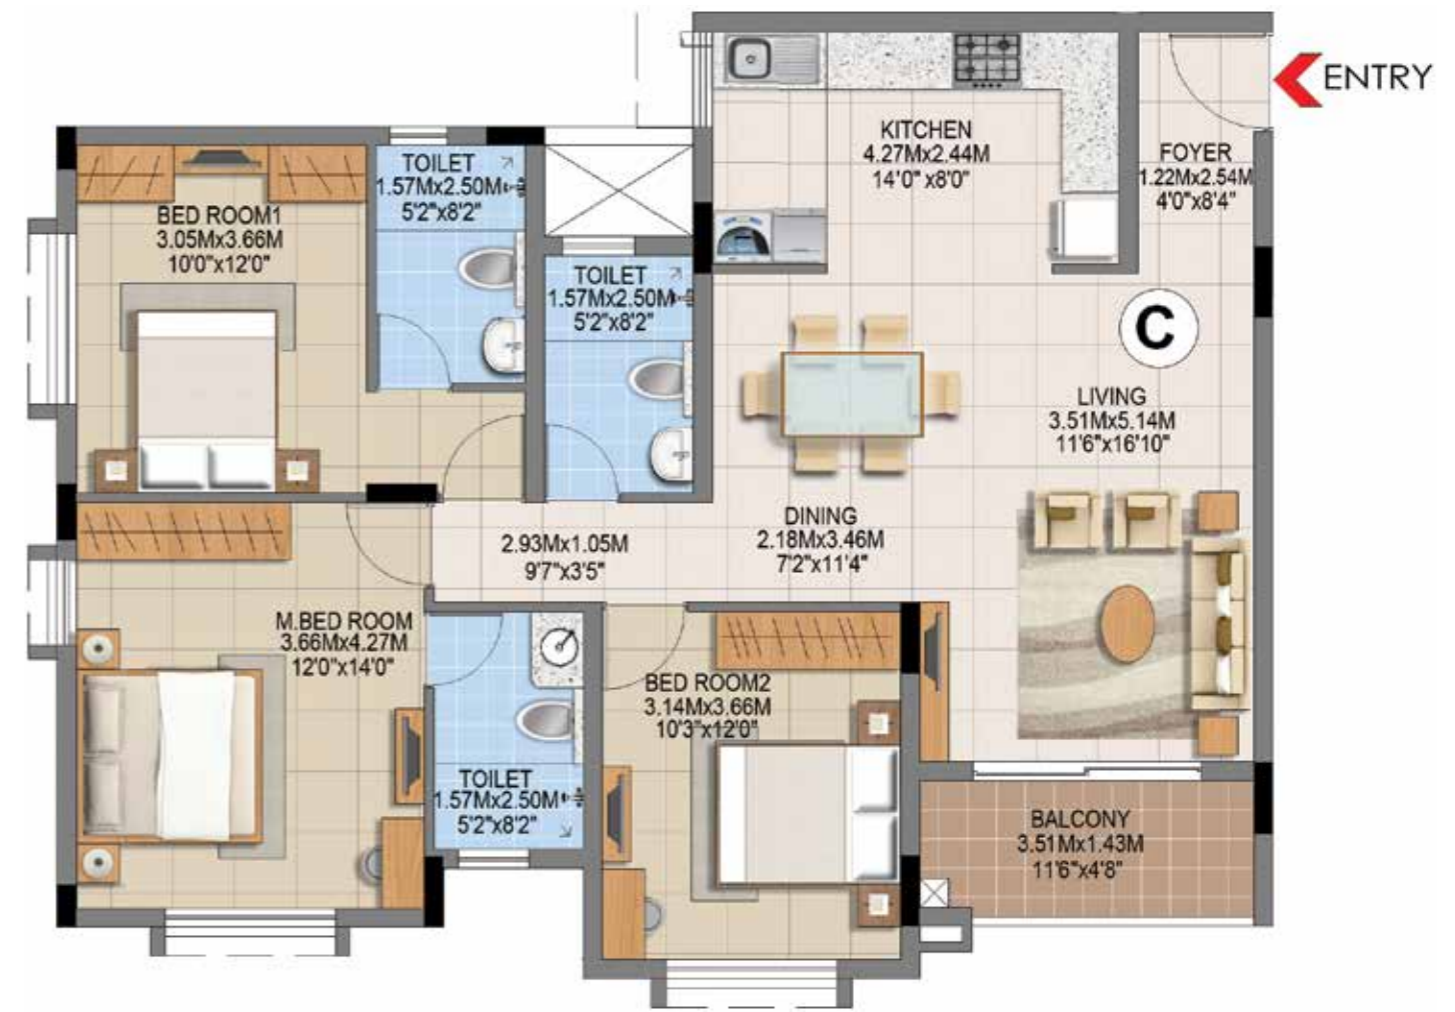 ENTRY
KITCHEN
4.27Mx2.44M
14'0" x8'0"
FOYER
1.22Mx2.54M
4'0"x8'4"
TOILET
1.57Mx2.50M
5'2"x8'2"
BED ROOM1
3.05Mx3.66M
10'0"x12'0"
TOILET
1.57Mx2.50M
5'2"x8'2"
C
LIVING
3.51Mx5.14M
11'6"x16'10"
DINING
2.18Mx3.46M
7'2"x11'4"
2.93Mx1.05M
9'7"x3'5"
M.BED ROOM
3.66Mx4.27M
12'0"x14'0"
BED ROOM2
3.14Mx3.66M
10'3"x12'0"
TOILET
1.57Mx2.50M
5'2"x8'2"
BALCONY
3.51Mx1.43M
11'6"x4'8"